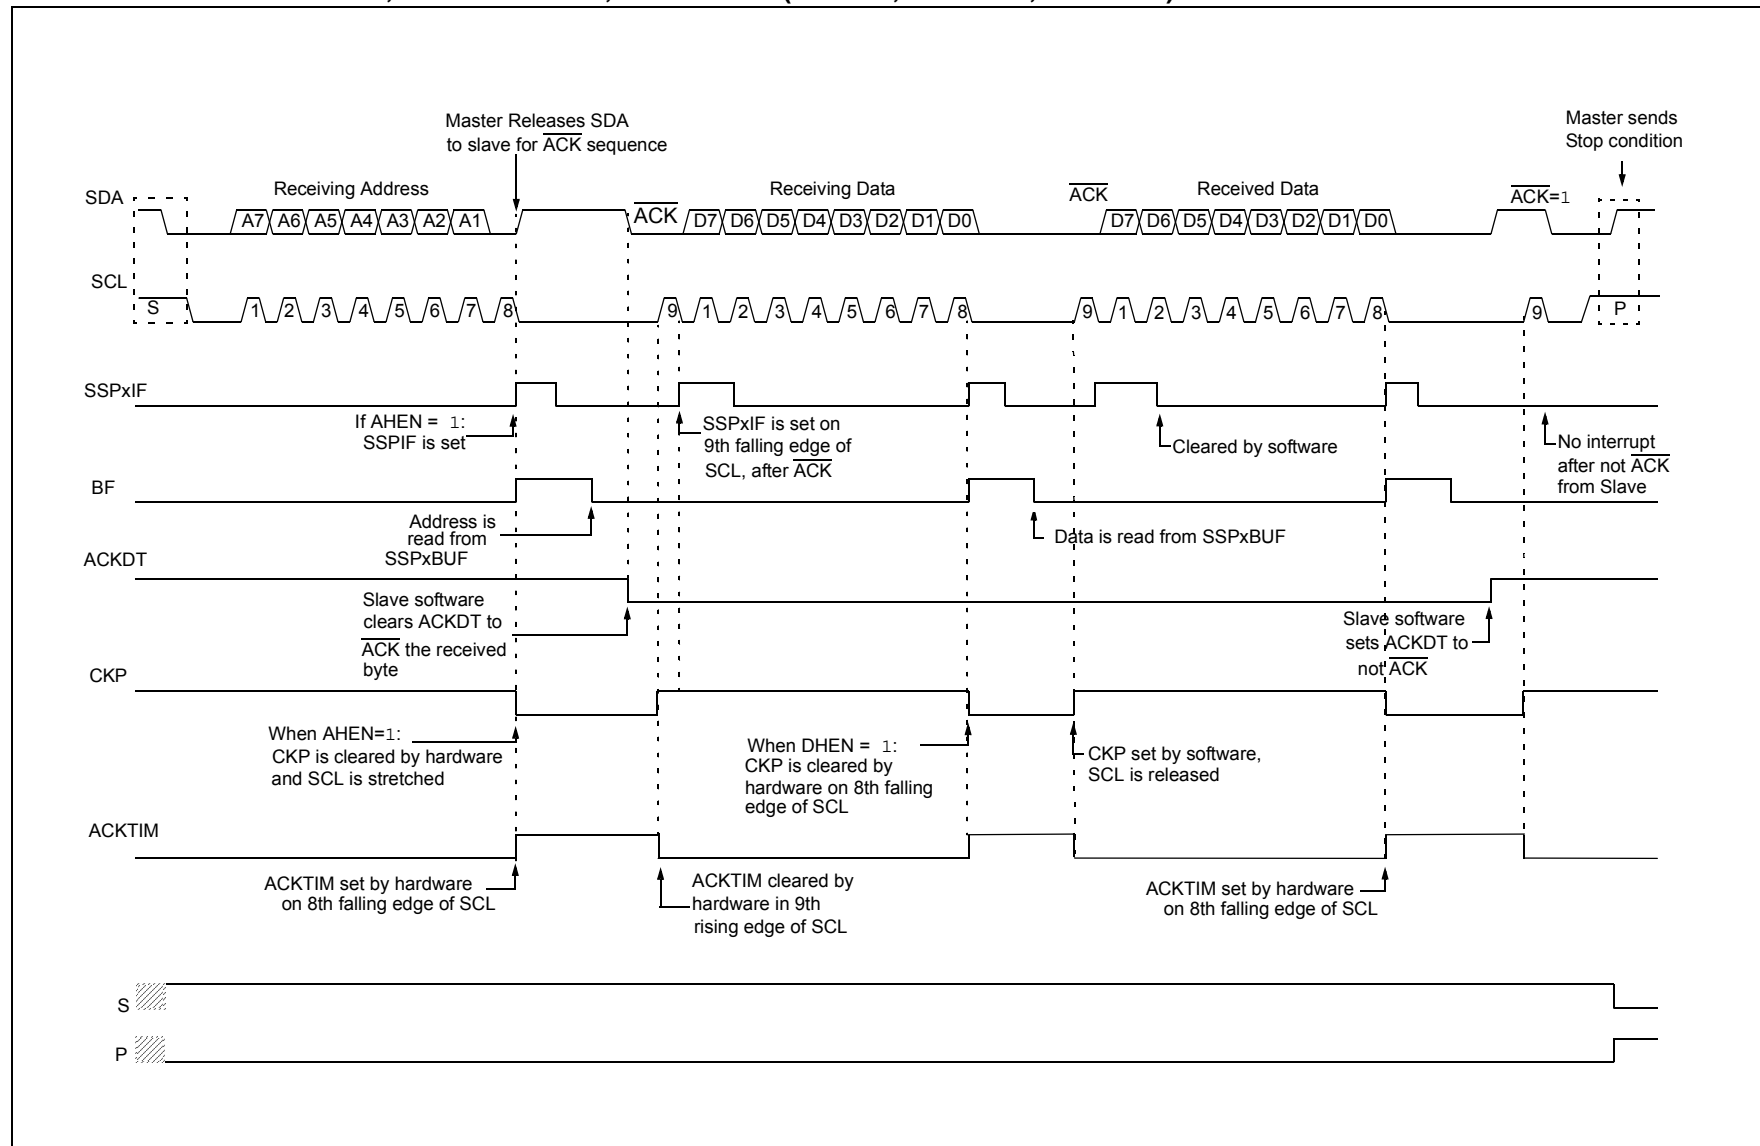 Master Releases SDA
to slave for ACK sequence
Master sends
Stop condition
SDA
Receiving Address
Receiving Data
ACK
Received Data
ACK=1
A7 A6 A5 A4 A3 A2 A1
ACK
D7 D6 D5 D4 D3 D2 D1 D0
D7 D6 D5 D4 D3 D2 D1 D0
SCL
S
1 2 3 4 5 6 7 8
9 1 2 3 4 5 6 7 8
9 1 2 3 4 5 6 7 8
9
P
SSPxIF
If AHEN = 1:
SSPIF is set
SSPxIF is set on
9th falling edge of
SCL, after ACK
Cleared by software
No interrupt
after not ACK
from Slave
BF
Address is
read from
SSPxBUF
Data is read from SSPxBUF
ACKDT
Slave software
clears ACKDT to
ACK the received
byte
Slave software
sets ACKDT to
not ACK
CKP
When AHEN=1:
CKP is cleared by hardware
and SCL is stretched
When DHEN = 1:
CKP is cleared by
hardware on 8th falling
edge of SCL
CKP set by software,
SCL is released
ACKTIM
ACKTIM set by hardware
on 8th falling edge of SCL
ACKTIM cleared by
hardware in 9th
rising edge of SCL
ACKTIM set by hardware
on 8th falling edge of SCL
S
P